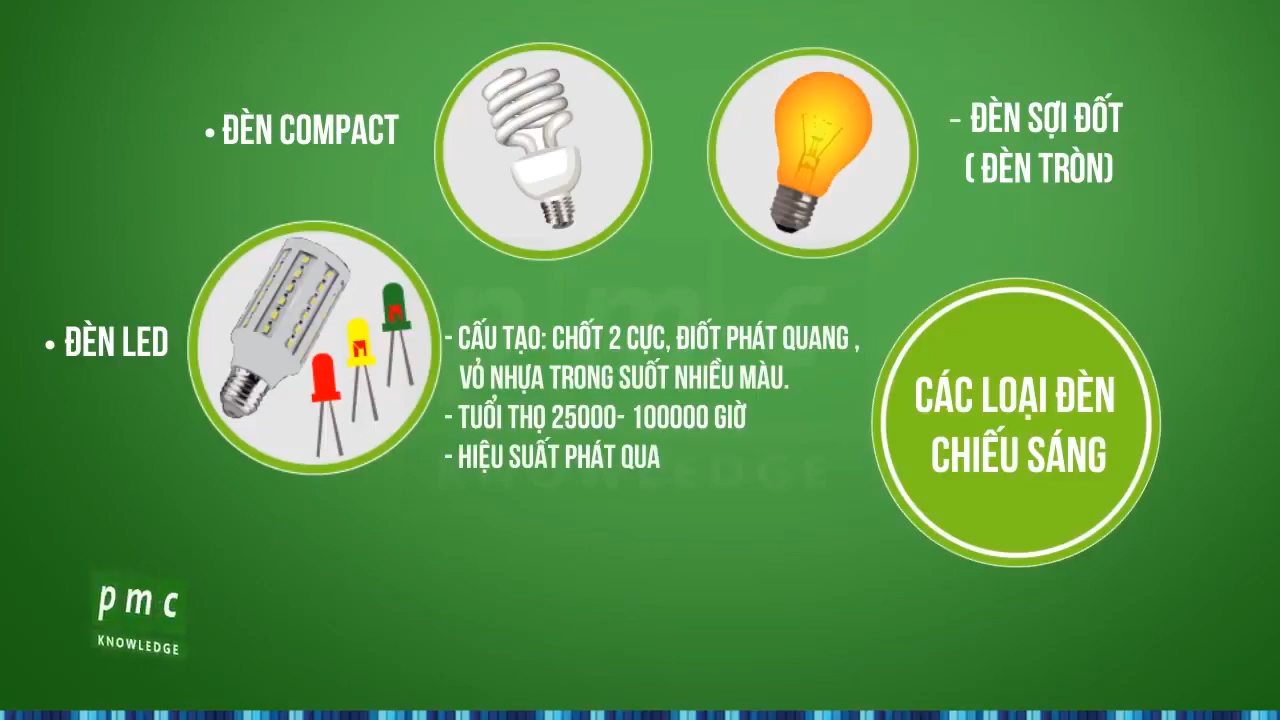 • ĐÈN COMPACT
- ĐÈN SỢI ĐỐT
( ĐÈN TRÒN)
• ĐÈN LED
- CẤU TẠO: CHỐT 2 CỰC, ĐIỐT PHÁT QUANG ,
VỎ NHỰA TRONG SUỐT NHIỀU MÀU.
- TUỔI THỌ 25000- 100000 GIỜ
- HIỆU SUẤT PHÁT QUA
CÁC LOẠI ĐÈN
CHIẾU SÁNG
pmc
KNOWLEDGE
pmc
KNOWLEDGE